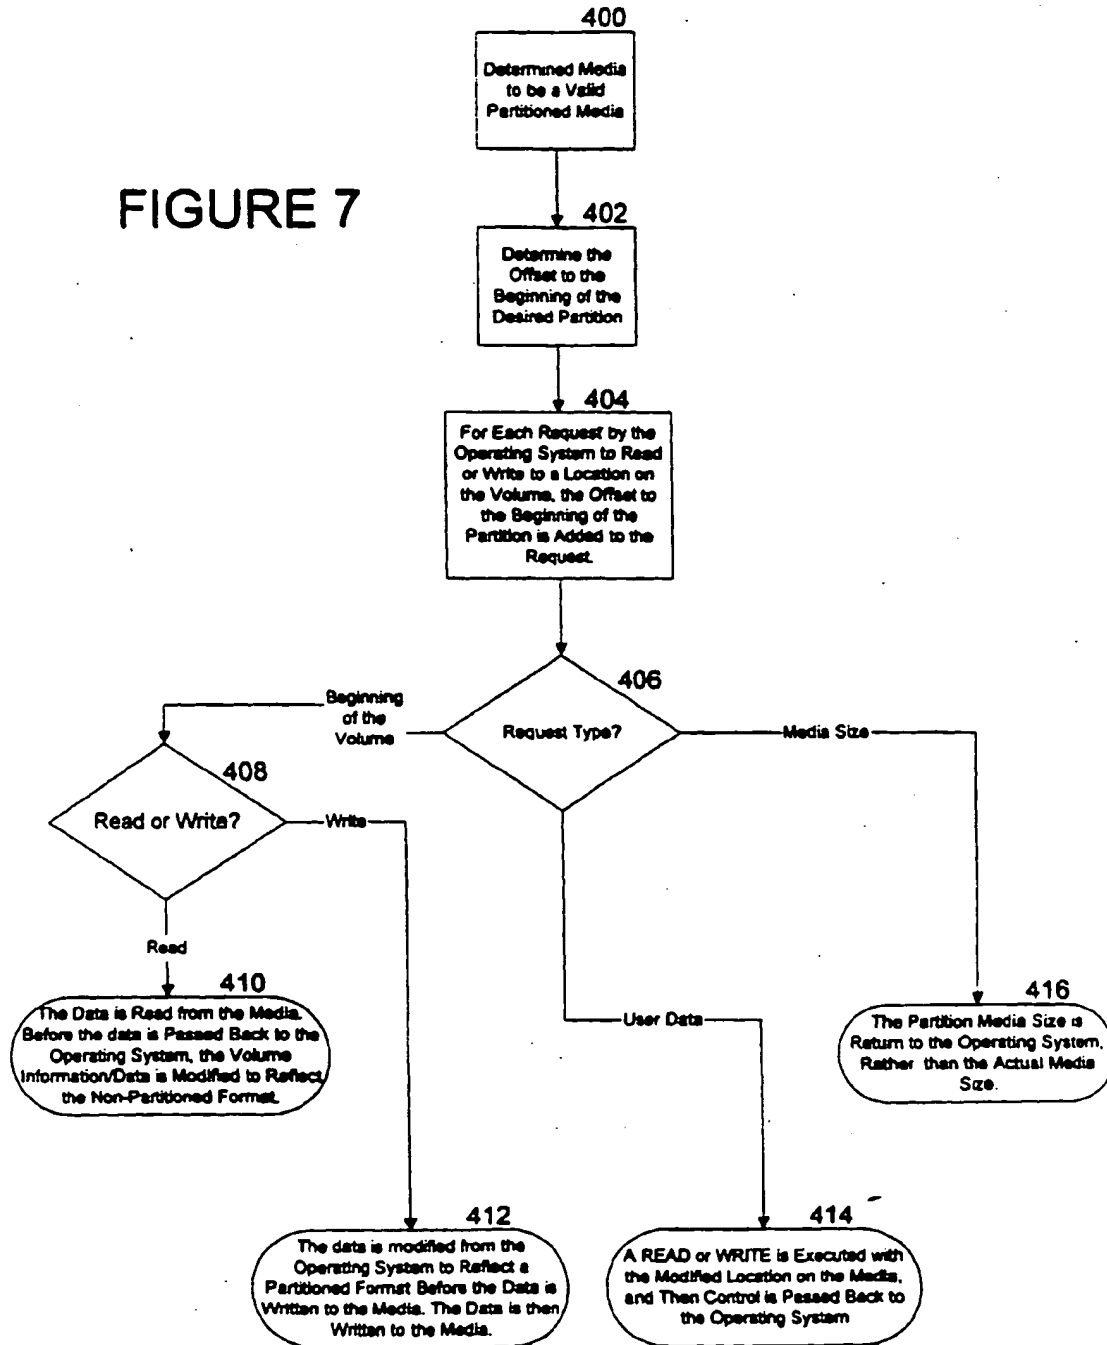 400
Determined Media
to be a Valid
Partitioned Media
FIGURE 7
402
Determine the
Offset to the
Beginning of the
Desired Partition
404
For Each Request by the
Operating System to Read
or Write to a Location on
the Volume, the Offset to
the Beginning of the
Partition is Added to the
Request.
406
Request Type?
Beginning
of the
Volume
Media Size
408
Read or Write?
Write
Read
User Data
410
The Data is Read from the Media.
Before the data is Passed Back to the
Operating System, the Volume
Information/Data is Modified to Reflect
the Non-Partitioned Format.
416
The Partition Media Size is
Return to the Operating System,
Rather than the Actual Media
Size.
412
The data is modified from the
Operating System to Reflect a
Partitioned Format Before the Data is
Written to the Media. The Data is then
Written to the Media.
414
A READ or WRITE is Executed with
the Modified Location on the Media,
and Then Control is Passed Back to
the Operating System